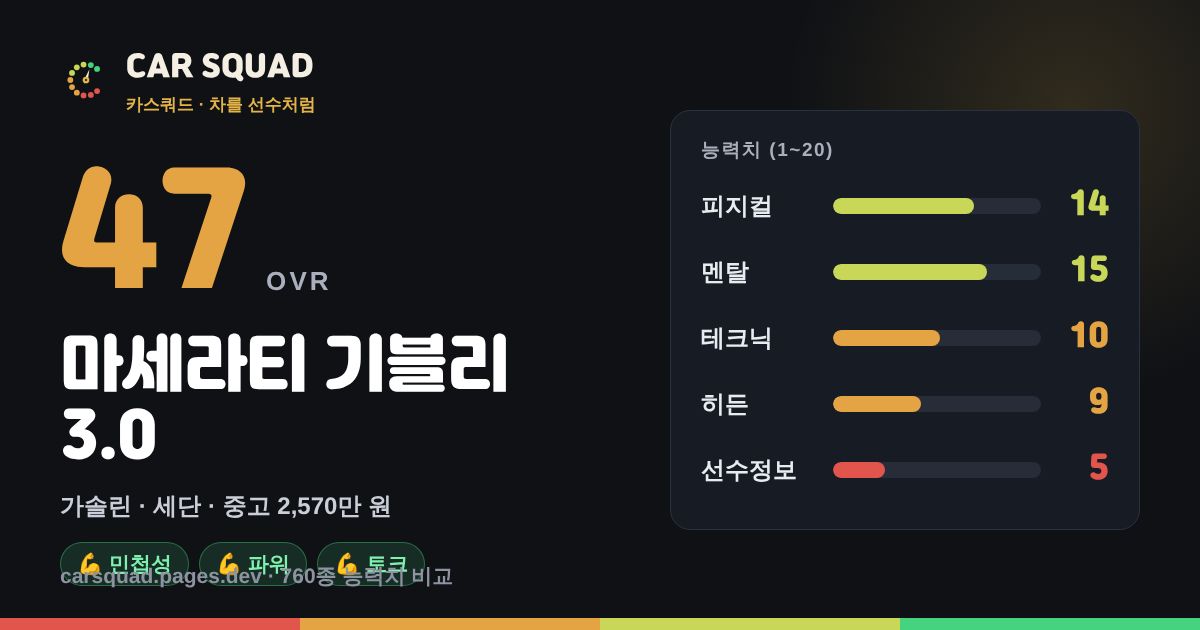 CAR SQUAD
카스쿼드 · 차를 선수처럼
47 OVR
마세라티 기블리
3.0
가솔린 · 세단 · 중고 2,570만 원
💪 민첩성 💪 파워 💪 토크
carsquad.pages.dev · 760종 능력치 비교
능력치 (1~20)
피지컬 14
멘탈 15
테크닉 10
히든 9
선수정보 5